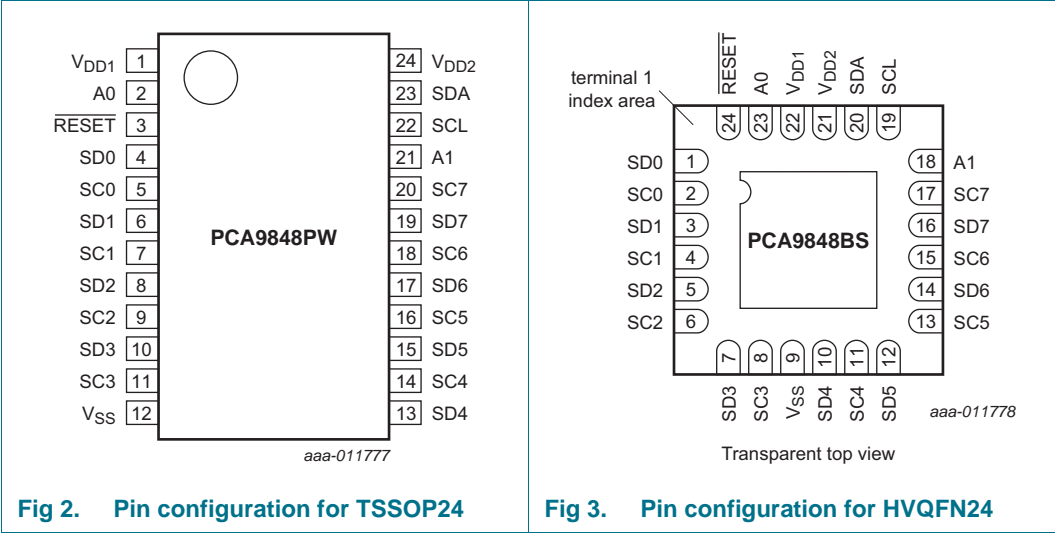 VDD1 1
A0 2
RESET 3
SD0 4
SC0 5
SD1 6
SC1 7
SD2 8
SC2 9
SD3 10
SC3 11
VSS 12
PCA9848PW
24 VDD2
23 SDA
22 SCL
21 A1
20 SC7
19 SD7
18 SC6
17 SD6
16 SC5
15 SD5
14 SC4
13 SD4
aaa-011777
Fig 2. Pin configuration for TSSOP24
terminal 1
index area
RESET A0 VDD1 VDD2 SDA SCL
24 23 22 21 20 19
SD0 1
SC0 2
SD1 3
SC1 4
SD2 5
SC2 6
PCA9848BS
18 A1
17 SC7
16 SD7
15 SC6
14 SD6
13 SC5
7 8 9 10 11 12
SD3 SC3 VSS SD4 SC4 SD5
aaa-011778
Transparent top view
Fig 3. Pin configuration for HVQFN24